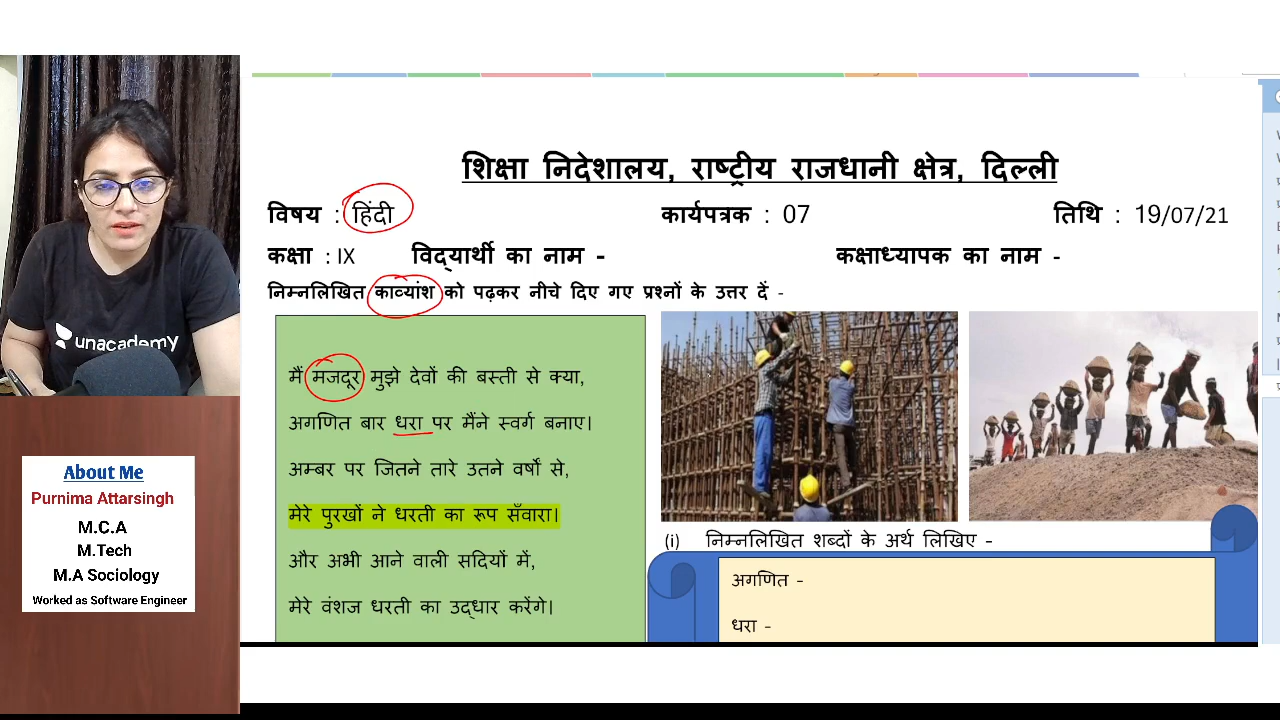 शिक्षा निदेशालय, राष्ट्रीय राजधानी क्षेत्र, दिल्ली
विषय : हिंदी कार्यपत्रक : 07 तिथि : 19/07/21
कक्षा : IX विद्यार्थी का नाम - कक्षाध्यापक का नाम -
निम्नलिखित काव्यांश को पढ़कर नीचे दिए गए प्रश्नों के उत्तर दें -
मैं मजदूर मुझे देवों की बस्ती से क्या,
अगणित बार धरा पर मैंने स्वर्ग बनाए।
अम्बर पर जितने तारे उतने वर्षों से,
मेरे पुरखों ने धरती का रूप सँवारा।
और अभी आने वाली सदियों में,
मेरे वंशज धरती का उद्धार करेंगे।
(i) निम्नलिखित शब्दों के अर्थ लिखिए -
अगणित -
धरा -
unacademy
About Me
Purnima Attarsingh
M.C.A
M.Tech
M.A Sociology
Worked as Software Engineer